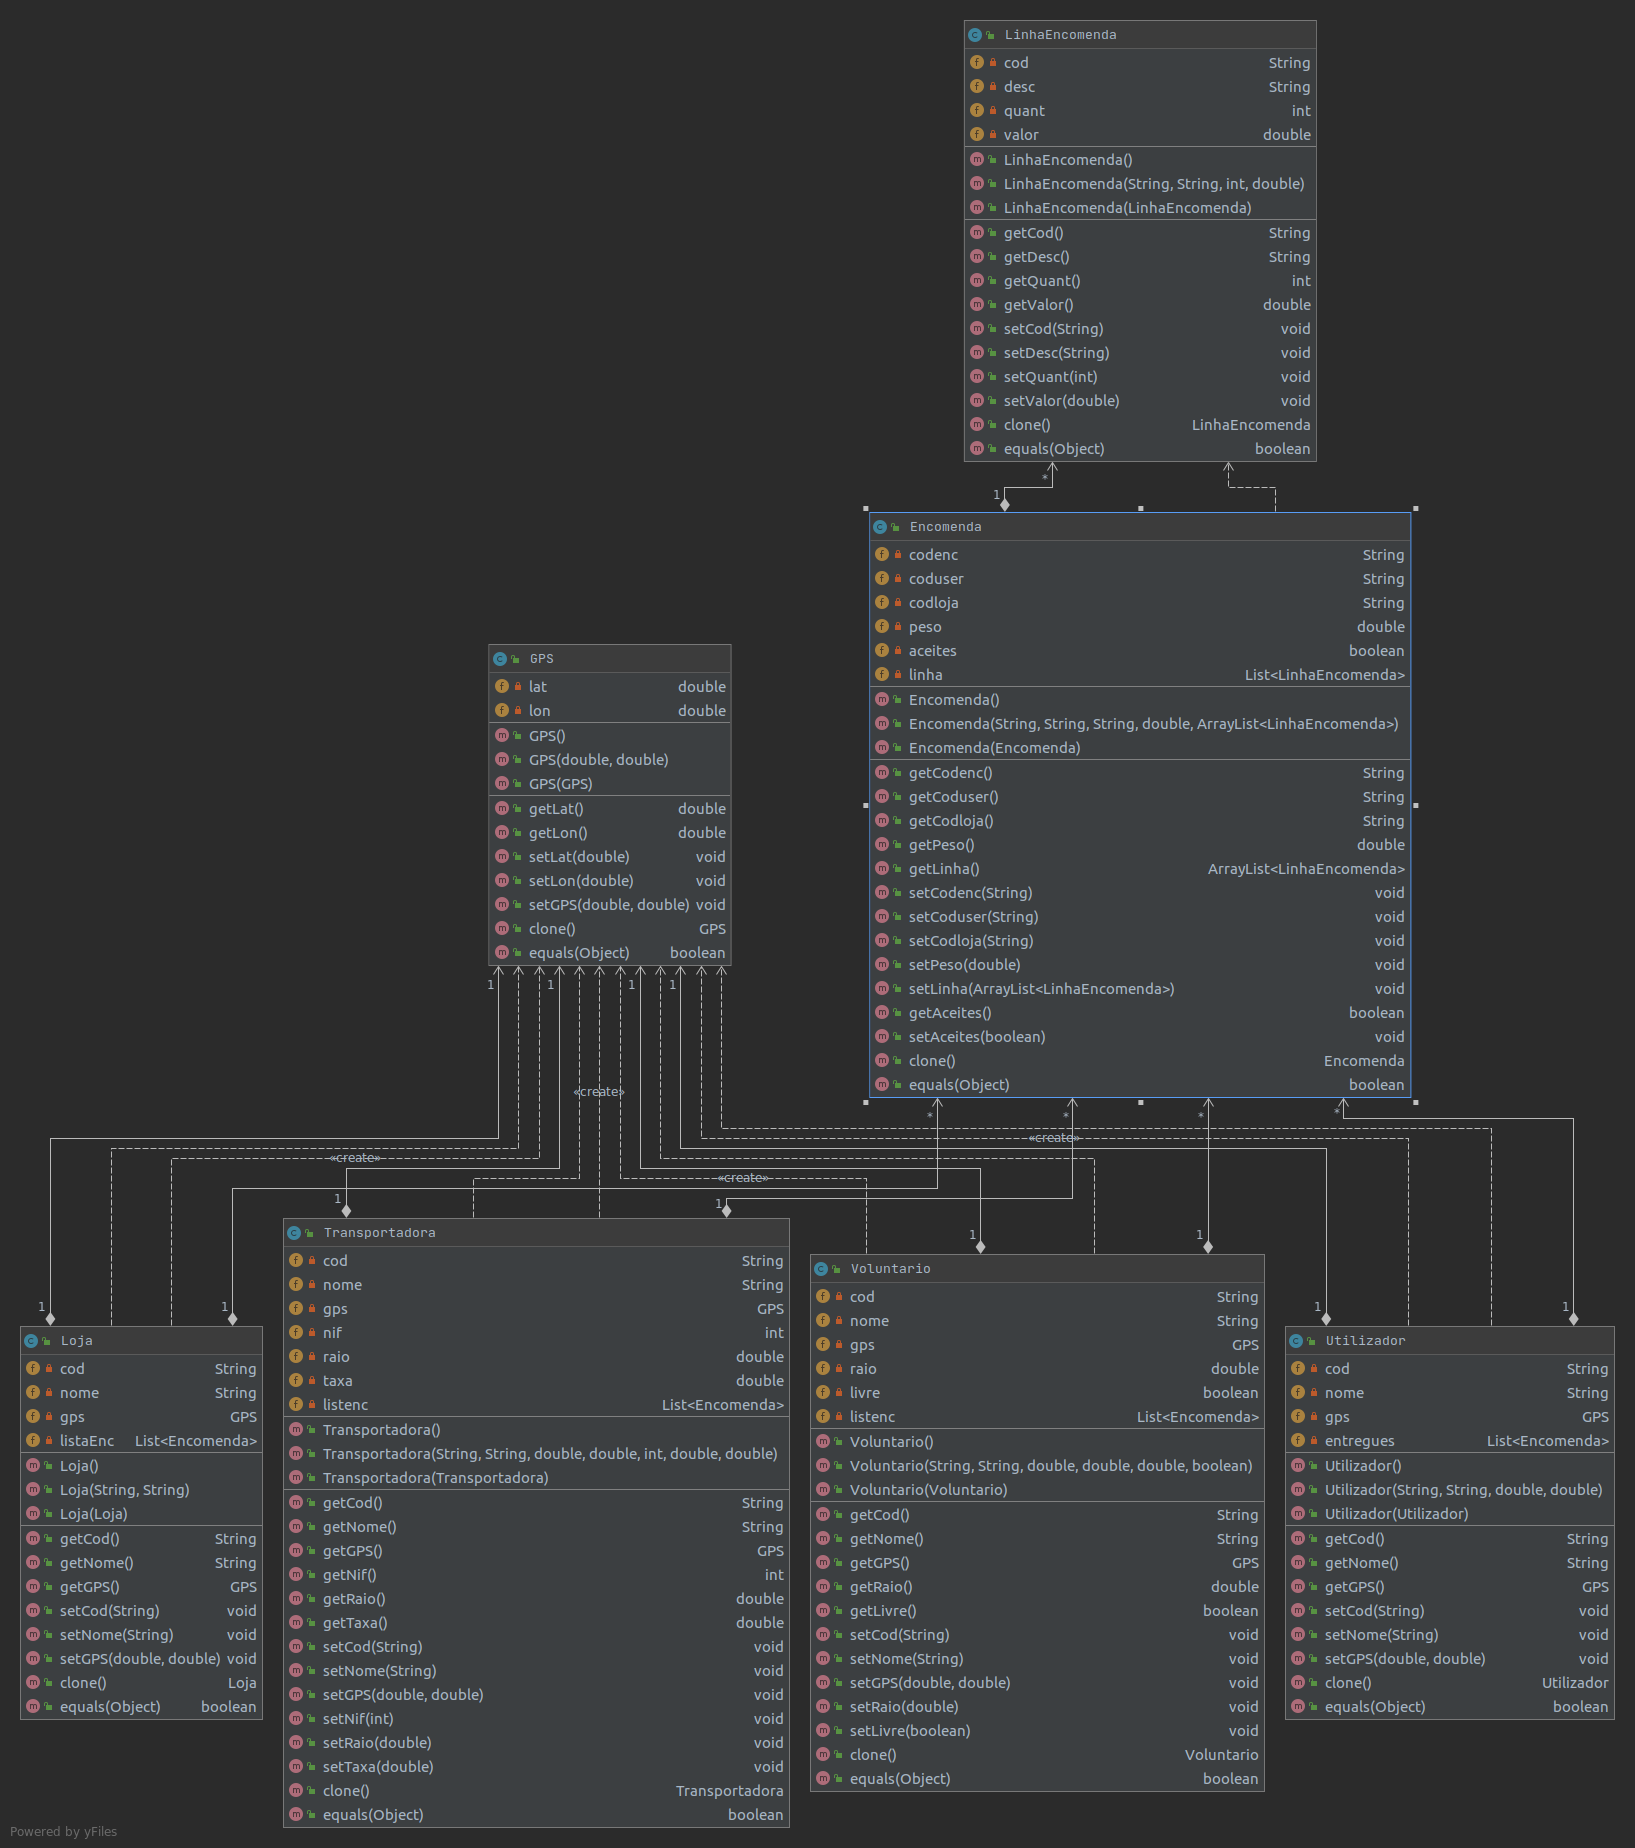 LinhaEncomenda
cod String
desc String
quant int
valor double
LinhaEncomenda()
LinhaEncomenda(String, String, int, double)
LinhaEncomenda(LinhaEncomenda)
getCod() String
getDesc() String
getQuant() int
getValor() double
setCod(String) void
setDesc(String) void
setQuant(int) void
setValor(double) void
clone() LinhaEncomenda
equals(Object) boolean
*
1
Encomenda
codenc String
coduser String
codloja String
peso double
aceites boolean
linha List<LinhaEncomenda>
Encomenda()
Encomenda(String, String, String, double, ArrayList<LinhaEncomenda>)
Encomenda(Encomenda)
getCodenc() String
getCoduser() String
getCodloja() String
getPeso() double
getLinha() ArrayList<LinhaEncomenda>
setCodenc(String) void
setCoduser(String) void
setCodloja(String) void
setPeso(double) void
setLinha(ArrayList<LinhaEncomenda>) void
getAceites() boolean
setAceites(boolean) void
clone() Encomenda
equals(Object) boolean
GPS
lat double
lon double
GPS()
GPS(double, double)
GPS(GPS)
getLat() double
getLon() double
setLat(double) void
setLon(double) void
setGPS(double, double) void
clone() GPS
equals(Object) boolean
1 1 1 1
«create»
* * * *
«create»
«create»
«create»
1 1
1 1
1 1 1 1
Loja
cod String
nome String
gps GPS
listaEnc List<Encomenda>
Loja()
Loja(String, String)
Loja(Loja)
getCod() String
getNome() String
getGPS() GPS
setCod(String) void
setNome(String) void
setGPS(double, double) void
clone() Loja
equals(Object) boolean
Transportadora
cod String
nome String
gps GPS
nif int
raio double
taxa double
listenc List<Encomenda>
Transportadora()
Transportadora(String, String, double, double, int, double, double)
Transportadora(Transportadora)
getCod() String
getNome() String
getGPS() GPS
getNif() int
getRaio() double
getTaxa() double
setCod(String) void
setNome(String) void
setGPS(double, double) void
setNif(int) void
setRaio(double) void
setTaxa(double) void
clone() Transportadora
equals(Object) boolean
Voluntario
cod String
nome String
gps GPS
raio double
livre boolean
listenc List<Encomenda>
Voluntario()
Voluntario(String, String, double, double, double, boolean)
Voluntario(Voluntario)
getCod() String
getNome() String
getGPS() GPS
getRaio() double
getLivre() boolean
setCod(String) void
setNome(String) void
setGPS(double, double) void
setRaio(double) void
setLivre(boolean) void
clone() Voluntario
equals(Object) boolean
Utilizador
cod String
nome String
gps GPS
entregues List<Encomenda>
Utilizador()
Utilizador(String, String, double, double)
Utilizador(Utilizador)
getCod() String
getNome() String
getGPS() GPS
setCod(String) void
setNome(String) void
setGPS(double, double) void
clone() Utilizador
equals(Object) boolean
Powered by yFiles